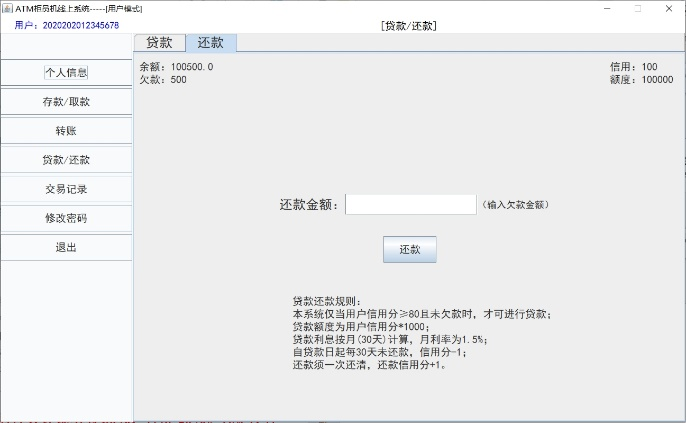 ATM柜员机线上系统-----[用户模式]
用户：2020202012345678
[贷款/还款]
贷款 还款
余额：100500.0
欠款：500
信用：100
额度：100000
个人信息
存款/取款
转账
贷款/还款
交易记录
修改密码
退出
还款金额： （输入欠款金额）
还款
贷款还款规则：
本系统仅当用户信用分≥80且未欠款时，才可进行贷款；
贷款额度为用户信用分*1000；
贷款利息按月(30天)计算，月利率为1.5%；
自贷款日起每30天未还款，信用分-1；
还款须一次还清，还款信用分+1。